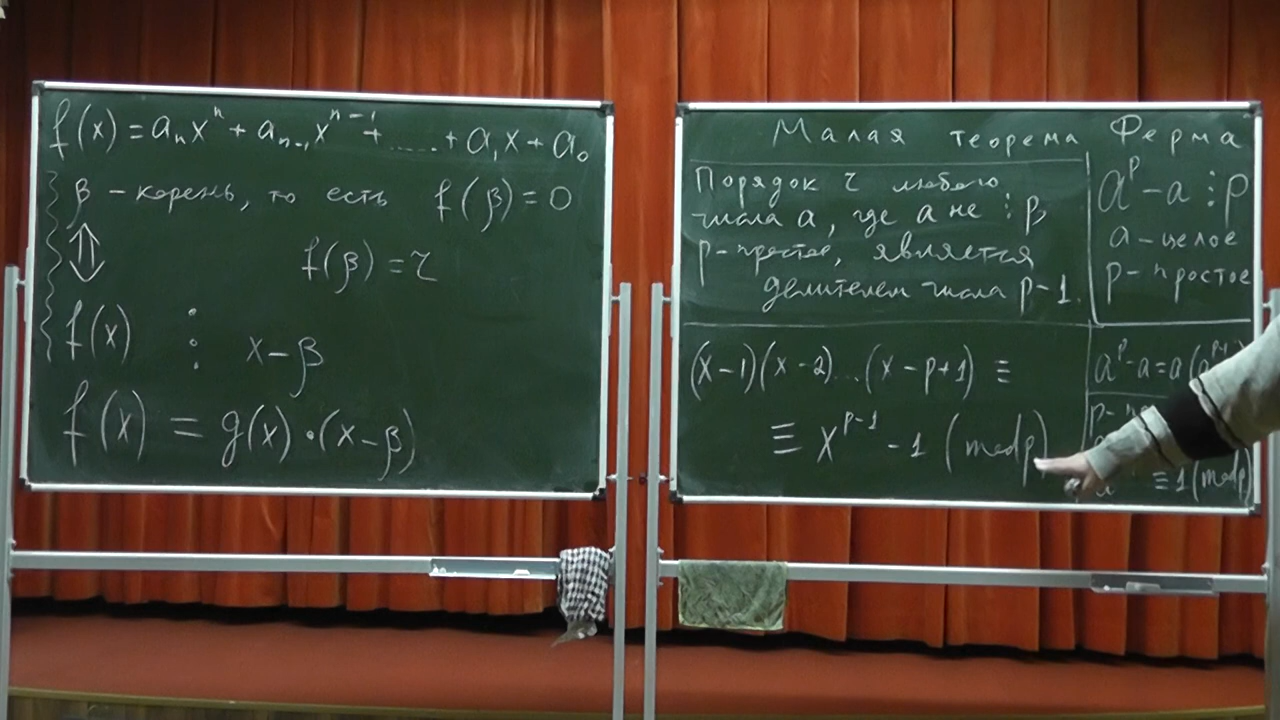 f(x) = aₙxⁿ + aₙ₋₁xⁿ⁻¹ + ..... + a₁x + a₀
β – корень, то есть f(β) = 0
⇕
f(β) = r
f(x) ⋮ x – β
f(x) = g(x) · (x – β)
Малая теорема Ферма
Порядок r любого
числа a, где a не ⋮ p,
p – простое, является
делителем числа p – 1.
aᵖ – a ⋮ p
a – целое
p – простое
(x – 1)(x – 2)...(x – p + 1) ≡
≡ xᵖ⁻¹ – 1 (mod p)
aᵖ – a = a(
≡ 1 (mod p)